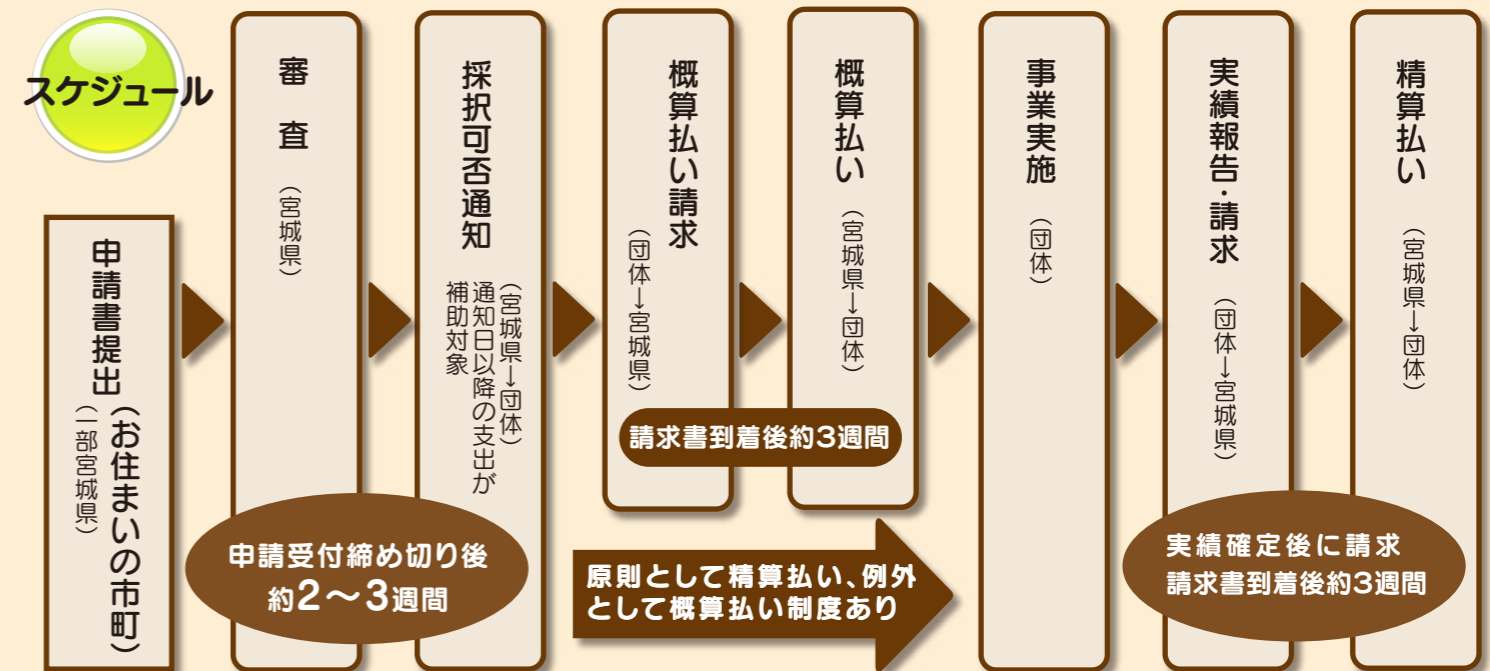 スケジュール
申請書提出（お住まいの市町）
（一部宮城県）
審査（宮城県）
採択可否通知
（宮城県→団体）
通知日以降の支出が
補助対象
申請受付締め切り後
約2〜3週間
概算払い請求
（団体→宮城県）
概算払い（宮城県→団体）
請求書到着後約3週間
原則として精算払い、例外
として概算払い制度あり
事業実施（団体）
実績報告・請求（団体→宮城県）
精算払い（宮城県→団体）
実績確定後に請求
請求書到着後約3週間